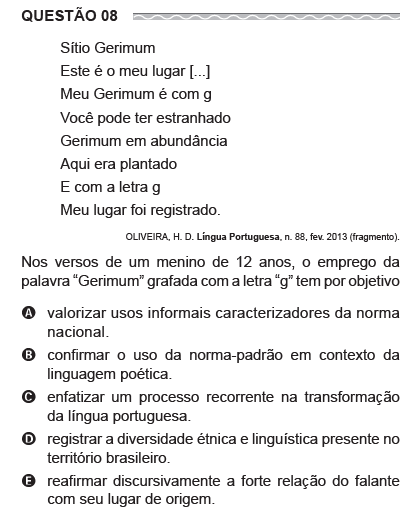 QUESTÃO 08
Sítio Gerimum
Este é o meu lugar [...]
Meu Gerimum é com g
Você pode ter estranhado
Gerimum em abundância
Aqui era plantado
E com a letra g
Meu lugar foi registrado.
OLIVEIRA, H. D. Língua Portuguesa, n. 88, fev. 2013 (fragmento).
Nos versos de um menino de 12 anos, o emprego da
palavra “Gerimum” grafada com a letra “g” tem por objetivo
A valorizar usos informais caracterizadores da norma
nacional.
B confirmar o uso da norma-padrão em contexto da
linguagem poética.
C enfatizar um processo recorrente na transformação
da língua portuguesa.
D registrar a diversidade étnica e linguística presente no
território brasileiro.
E reafirmar discursivamente a forte relação do falante
com seu lugar de origem.